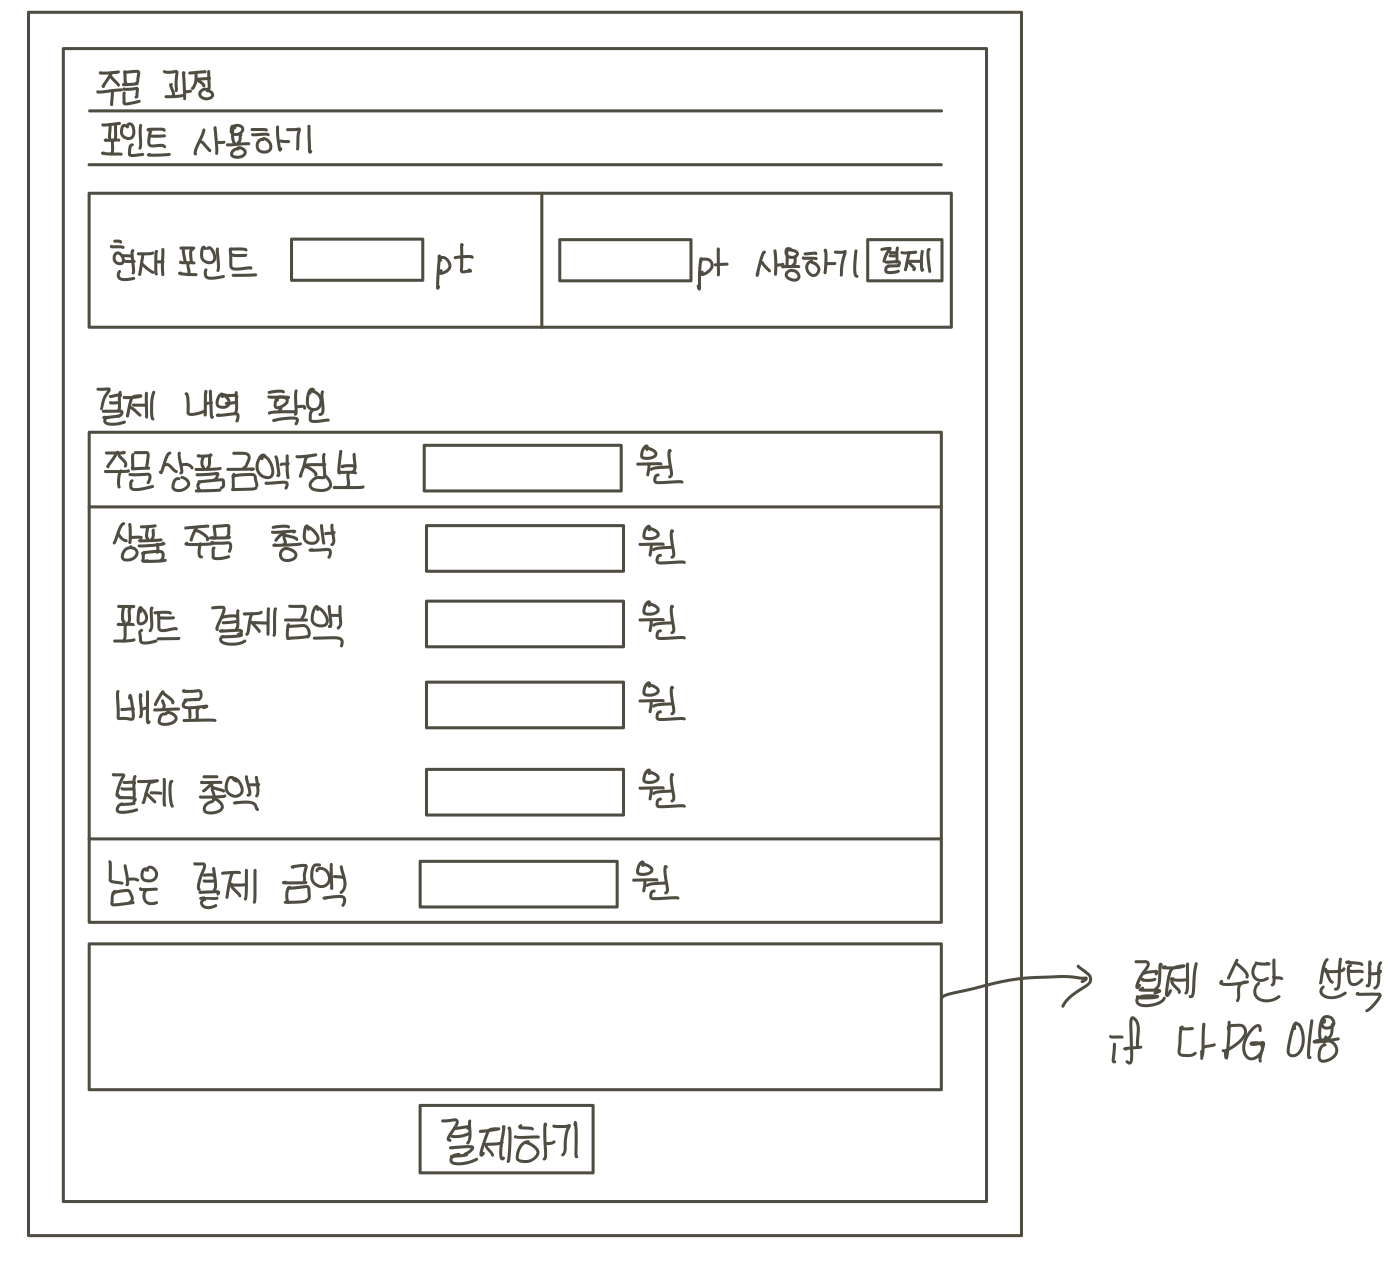 주문 과정
포인트 사용하기
현재 포인트 pt
pt 사용하기 결제
결제 내역 확인
주문상품금액정보 원
상품 주문 총액 원
포인트 결제금액 원
배송료 원
결제 총액 원
남은 결제 금액 원
결제 수단 선택
if 다 PG 이용
결제하기